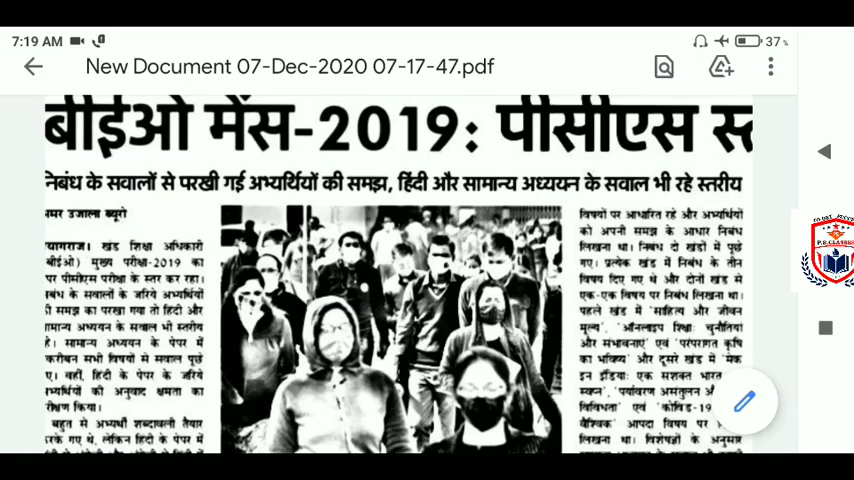 7:19 AM
37%
New Document 07-Dec-2020 07-17-47.pdf
बीईओ मेंस-2019: पीसीएस स्त
निबंध के सवालों से परखी गई अभ्यर्थियों की समझ, हिंदी और सामान्य अध्ययन के सवाल भी रहे स्तरीय
अमर उजाला ब्यूरो
यागराज। खंड शिक्षा अधिकारी
बीईओ) मुख्य परीक्षा-2019 का
पर पीसीएस परीक्षा के स्तर कर रहा।
बंध के सवालों के जरिये अभ्यर्थियों
ी समझ का परखा गया तो हिंदी और
ामान्य अध्ययन के सवाल भी स्तरीय
हे। सामान्य अध्ययन के पेपर में
करीबन सभी विषयों से सवाल पूछे
ए। वहीं, हिंदी के पेपर के जरिये
भ्यर्थियों की अनुवाद क्षमता का
रीक्षण किया।
बहुत से अभ्यर्थी शब्दावली तैयार
रके गए थे, लेकिन हिंदी के पेपर में
विषयों पर आधारित रहे और अभ्यर्थियों
को अपनी समझ के आधार निबंध
लिखना था। निबंध दो खंडों में पूछे
गए। प्रत्येक खंड में निबंध के तीन
विषय दिए गए थे और दोनों खंड से
एक-एक विषय पर निबंध लिखना था।
पहले खंड में 'साहित्य और जीवन
मूल्य', 'ऑनलाइप शिक्षा: चुनौतियां
और संभावनाएं' एवं 'परंपरागत कृषि
का भविष्य' और दूसरे खंड में 'मेक
इन इंडिया: एक सशक्त भारत
स्वप्न', 'पर्यावरण असंतुलन
विविधता' एवं 'कोविड-19
वैश्विक' आपदा विषय पर
लिखना था। विशेषज्ञों के अनुसार
P.S.CLASSES